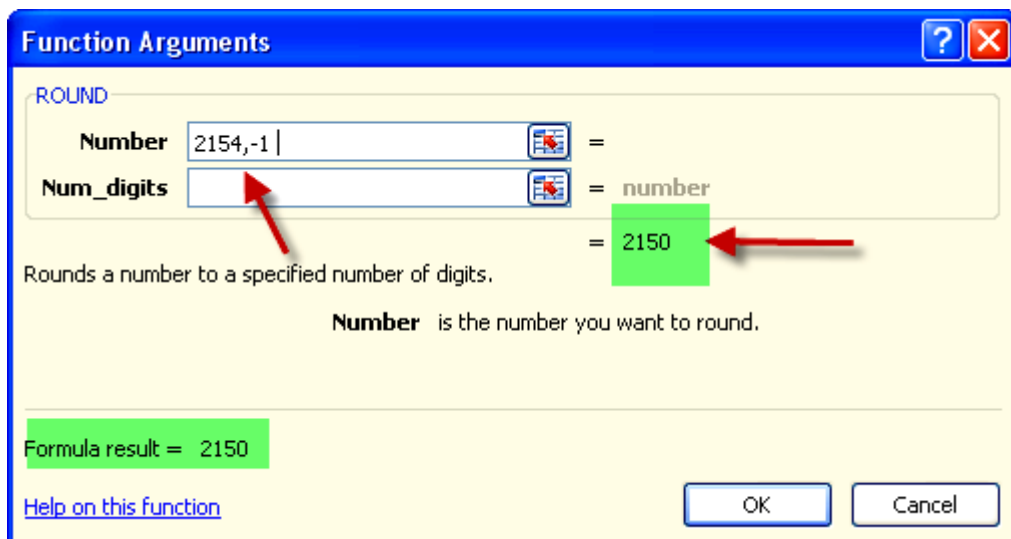 Function Arguments
ROUND
Number 2154,-1 =
Num_digits = number
= 2150
Rounds a number to a specified number of digits.
Number is the number you want to round.
Formula result = 2150
Help on this function
OK Cancel